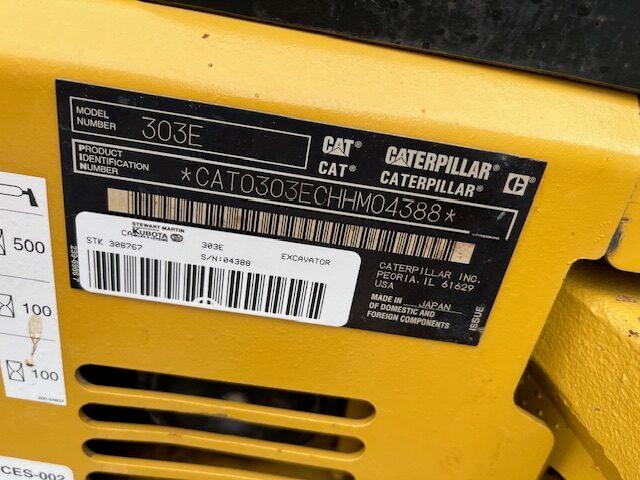 MODEL NUMBER 303E
CAT® CATERPILLAR®
CAT® CATERPILLAR®
PRODUCT IDENTIFICATION NUMBER *CAT0303ECHHM04388*
STEWART MARTIN
KUBOTA
STK 308767 303E EXCAVATOR
S/N:04388
CATERPILLAR INC.
PEORIA, IL 61629
USA
MADE IN JAPAN
OF DOMESTIC AND
FOREIGN COMPONENTS
ISSUE
500
100
100
CES-002